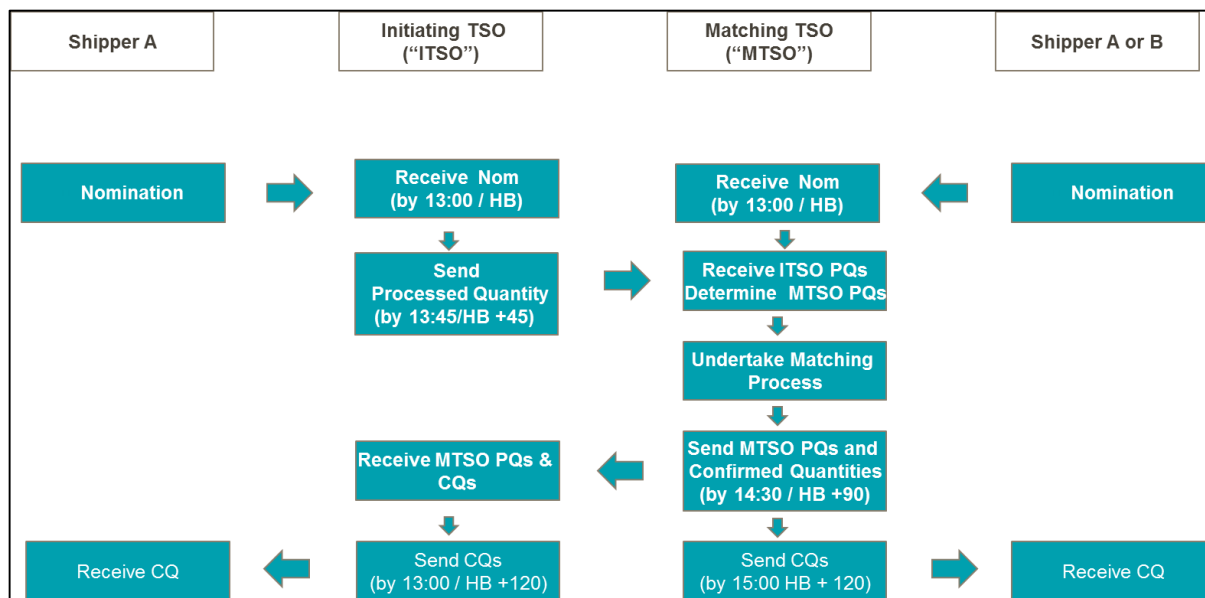 Shipper A
Initiating TSO
(“ITSO”)
Matching TSO
(“MTSO”)
Shipper A or B
Nomination
Receive Nom
(by 13:00 / HB)
Receive Nom
(by 13:00 / HB)
Nomination
Send
Processed Quantity
(by 13:45/HB +45)
Receive ITSO PQs
Determine MTSO PQs
Undertake Matching
Process
Receive MTSO PQs &
CQs
Send MTSO PQs and
Confirmed Quantities
(by 14:30 / HB +90)
Receive CQ
Send CQs
(by 13:00 / HB +120)
Send CQs
(by 15:00 HB + 120)
Receive CQ